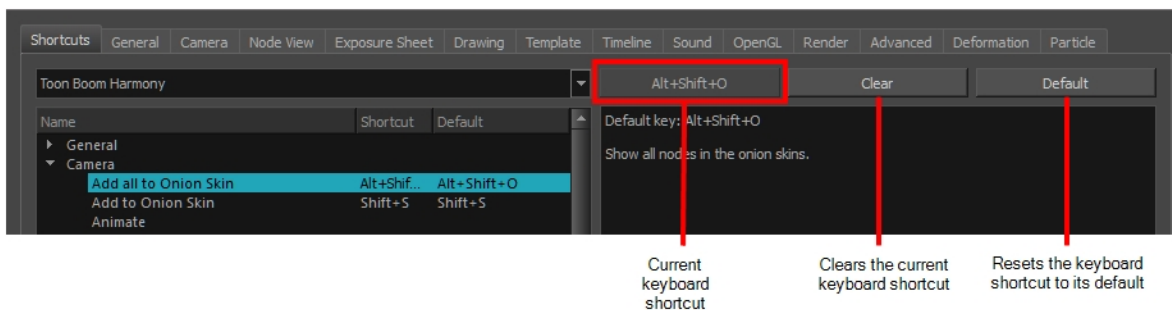 Shortcuts General Camera Node View Exposure Sheet Drawing Template Timeline Sound OpenGL Render Advanced Deformation Particle
Toon Boom Harmony Alt+Shift+O Clear Default
Name Shortcut Default
General
Camera
Add all to Onion Skin Alt+Shif... Alt+Shift+O
Add to Onion Skin Shift+S Shift+S
Animate
Default key: Alt+Shift+O
Show all nodes in the onion skins.
Current
keyboard
shortcut
Clears the current
keyboard shortcut
Resets the keyboard
shortcut to its default